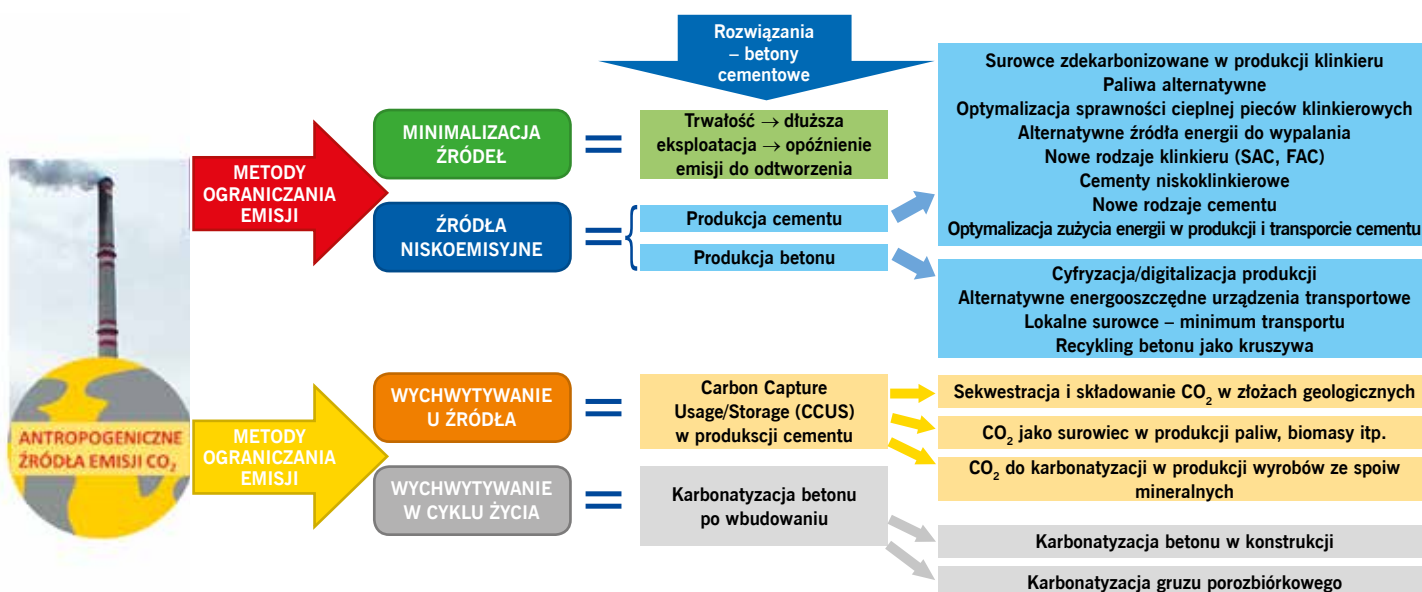 Rozwiązania
– betony
cementowe
ANTROPOGENICZNE
ŹRÓDŁA EMISJI CO₂
METODY
OGRANICZANIA
EMISJI
MINIMALIZACJA
ŹRÓDEŁ
=
Trwałość → dłuższa
eksploatacja → opóźnienie
emisji do odtworzenia
ŹRÓDŁA
NISKOEMISYJNE
=
Produkcja cementu
Produkcja betonu
Surowce zdekarbonizowane w produkcji klinkieru
Paliwa alternatywne
Optymalizacja sprawności cieplnej pieców klinkierowych
Alternatywne źródła energii do wypalania
Nowe rodzaje klinkieru (SAC, FAC)
Cementy niskoklinkierowe
Nowe rodzaje cementu
Optymalizacja zużycia energii w produkcji i transporcie cementu
Cyfryzacja/digitalizacja produkcji
Alternatywne energooszczędne urządzenia transportowe
Lokalne surowce – minimum transportu
Recykling betonu jako kruszywa
METODY
OGRANICZANIA
EMISJI
WYCHWYTYWANIE
U ŹRÓDŁA
=
Carbon Capture
Usage/Storage (CCUS)
w produkscji cementu
Sekwestracja i składowanie CO₂ w złożach geologicznych
CO₂ jako surowiec w produkcji paliw, biomasy itp.
CO₂ do karbonatyzacji w produkcji wyrobów ze spoiw
mineralnych
WYCHWYTYWANIE
W CYKLU ŻYCIA
=
Karbonatyzacja betonu
po wbudowaniu
Karbonatyzacja betonu w konstrukcji
Karbonatyzacja gruzu porozbiórkowego